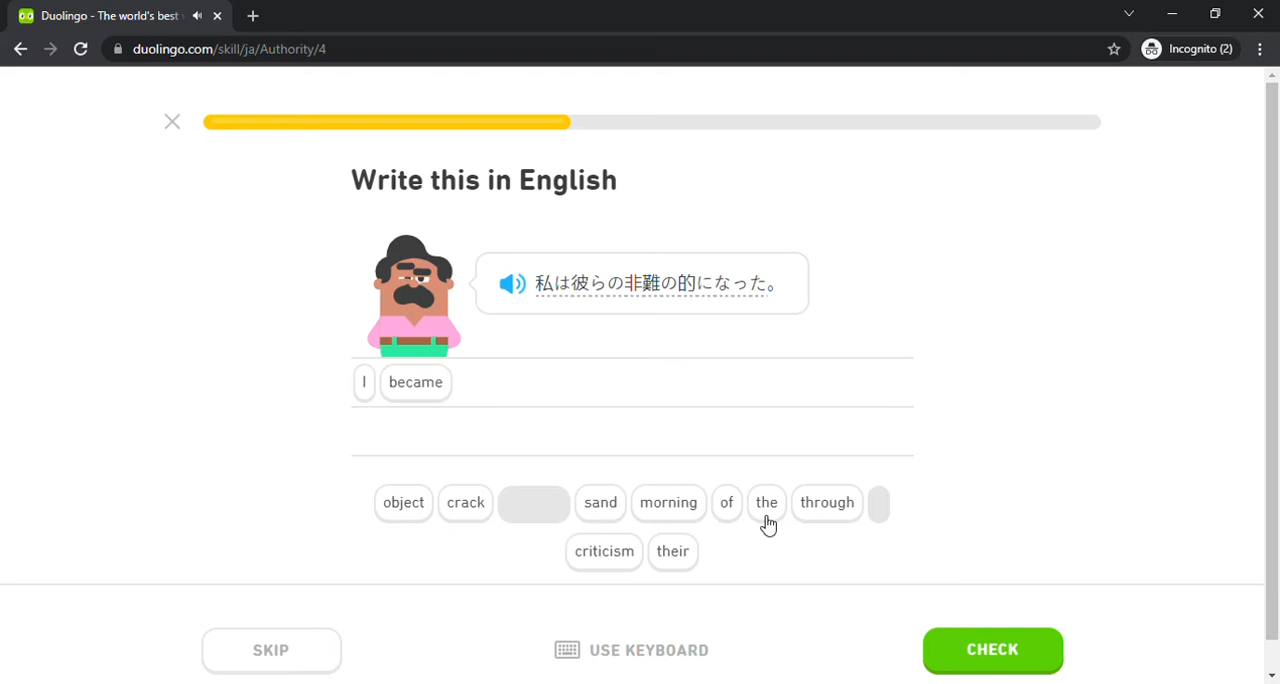 Duolingo - The world's best
duolingo.com/skill/ja/Authority/4
Incognito (2)
Write this in English
私は彼らの非難の的になった。
I became
object crack sand morning of the through
criticism their
SKIP
USE KEYBOARD
CHECK